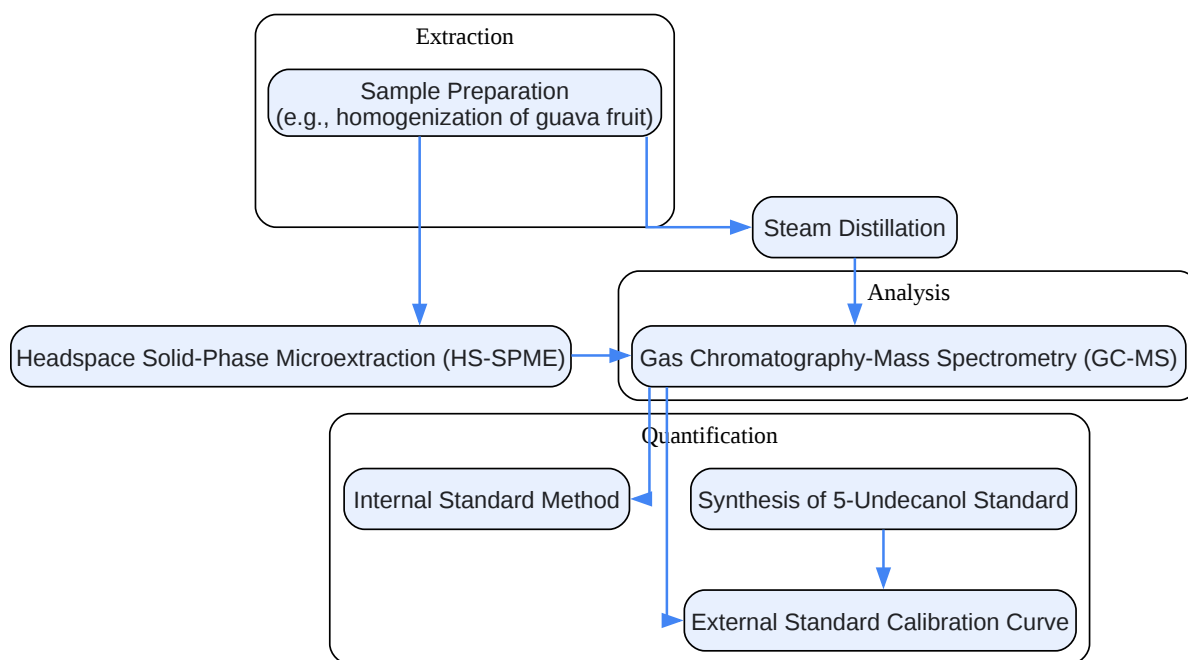 Extraction
Sample Preparation
(e.g., homogenization of guava fruit)
Steam Distillation
Analysis
Headspace Solid-Phase Microextraction (HS-SPME)
Gas Chromatography-Mass Spectrometry (GC-MS)
Quantification
Internal Standard Method
Synthesis of 5-Undecanol Standard
External Standard Calibration Curve